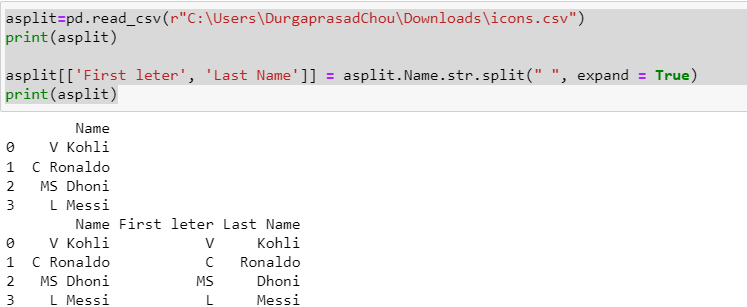 asplit=pd.read_csv(r"C:\Users\DurgaprasadChou\Downloads\icons.csv")
print(asplit)
asplit[['First leter', 'Last Name']] = asplit.Name.str.split(" ", expand = True)
print(asplit)
Name
0 V Kohli
1 C Ronaldo
2 MS Dhoni
3 L Messi
Name First leter Last Name
0 V Kohli V Kohli
1 C Ronaldo C Ronaldo
2 MS Dhoni MS Dhoni
3 L Messi L Messi